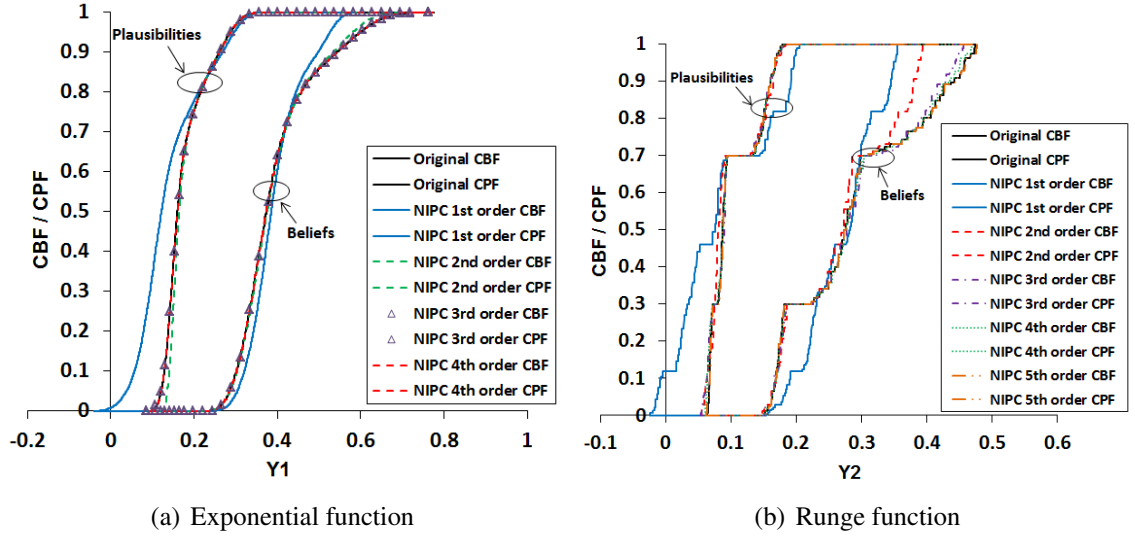 1
0.9
0.8
0.7
0.6
0.5
0.4
0.3
0.2
0.1
0
CBF / CPF
-0.2
0
0.2
0.4
0.6
0.8
1
Y1
Plausibilities
Beliefs
Original CBF
Original CPF
NIPC 1st order CBF
NIPC 1st order CPF
NIPC 2nd order CBF
NIPC 2nd order CPF
NIPC 3rd order CBF
NIPC 3rd order CPF
NIPC 4th order CBF
NIPC 4th order CPF
(a) Exponential function
1
0.9
0.8
0.7
0.6
0.5
0.4
0.3
0.2
0.1
0
CBF / CPF
-0.1
0
0.1
0.2
0.3
0.4
0.5
0.6
Y2
Plausibilities
Beliefs
Original CBF
Original CPF
NIPC 1st order CBF
NIPC 1st order CPF
NIPC 2nd order CBF
NIPC 2nd order CPF
NIPC 3rd order CBF
NIPC 3rd order CPF
NIPC 4th order CBF
NIPC 4th order CPF
NIPC 5th order CBF
NIPC 5th order CPF
(b) Runge function